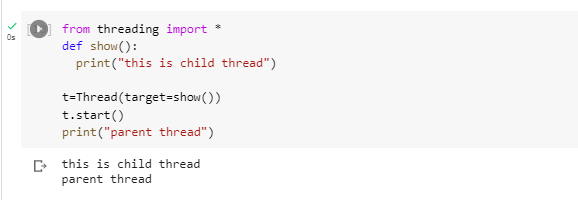 from threading import *
def show():
  print("this is child thread")

t=Thread(target=show())
t.start()
print("parent thread")
0s
this is child thread
parent thread